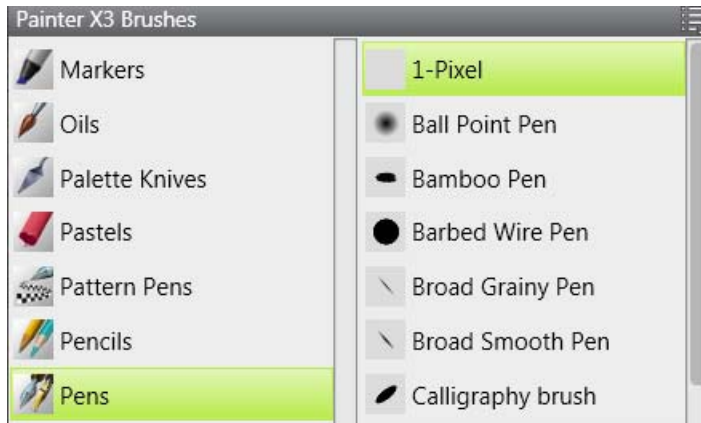 Painter X3 Brushes
Markers
Oils
Palette Knives
Pastels
Pattern Pens
Pencils
Pens
1-Pixel
Ball Point Pen
Bamboo Pen
Barbed Wire Pen
Broad Grainy Pen
Broad Smooth Pen
Calligraphy brush